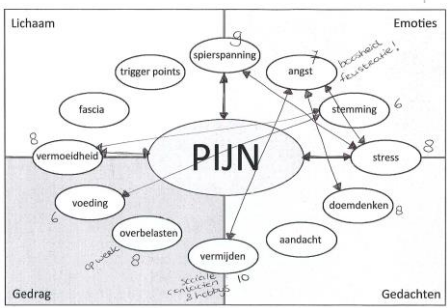 Lichaam
Emoties
9
spierspanning
7
boosheid
frustratie!
trigger points
angst
fascia
stemming
6
8
vermoeidheid
PIJN
stress
8
voeding
6
doemdenken
8
overbelasten
op werk
8
aandacht
vermijden
10
sociale
contacten
& hobbys
Gedrag
Gedachten